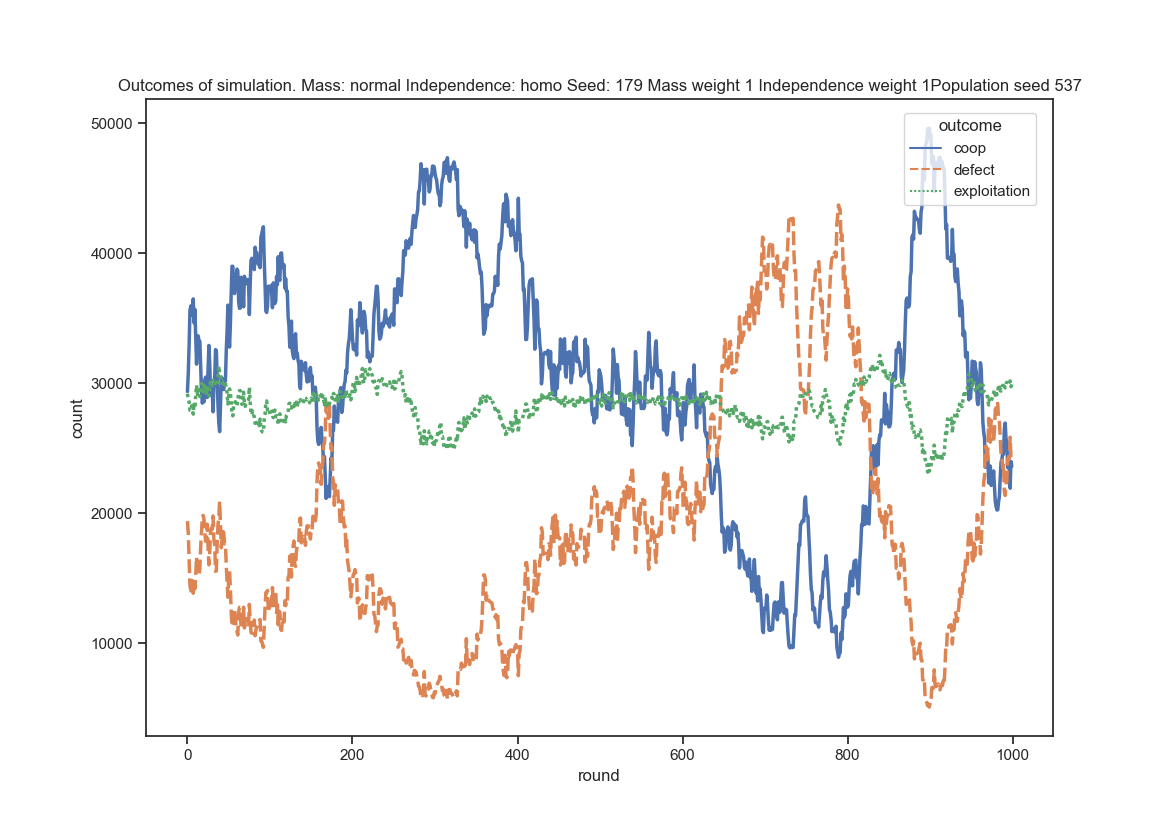 Outcomes of simulation. Mass: normal Independence: homo Seed: 179 Mass weight 1 Independence weight 1Population seed 537
50000
40000
30000
20000
10000
count
outcome
coop
defect
exploitation
0 200 400 600 800 1000
round